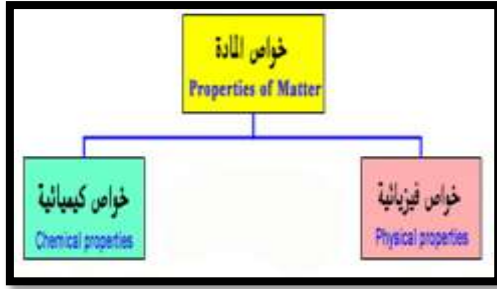 خواص المادة
Properties of Matter
خواص فيزيائية
Physical properties
خواص كيميائية
Chemical properties